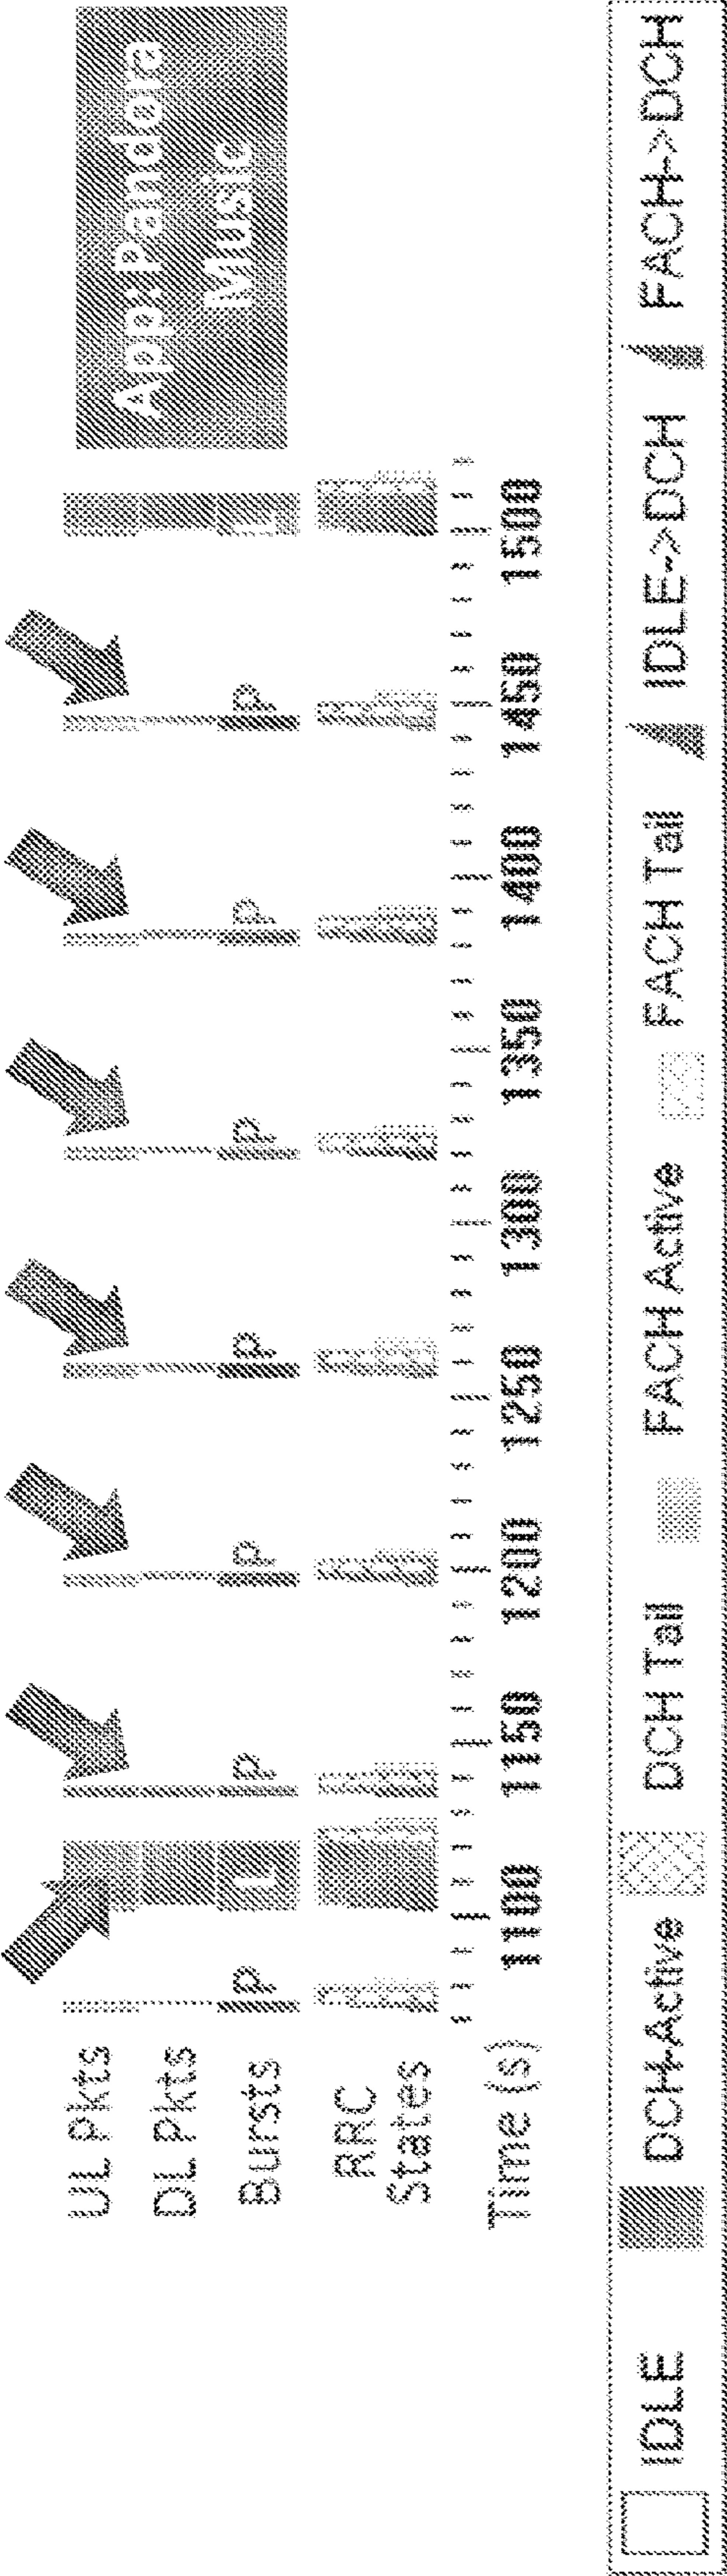 App: Pandora
Music
UL Pkts
DL Pkts
Bursts
P L P P P P P P P L
RRC
States
Time (s)
1100 1150 1200 1250 1300 1350 1400 1450 1500
IDLE DCH Active DCH Tail FACH Active FACH Tail IDLE->DCH FACH->DCH